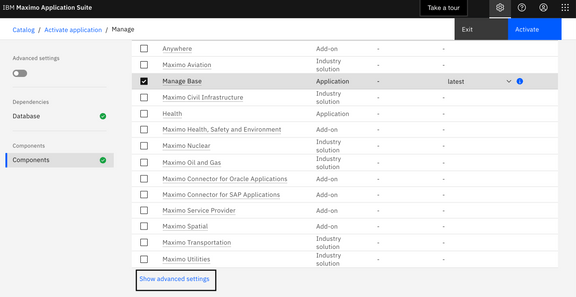 IBM Maximo Application Suite Take a tour
Catalog / Activate application / Manage Exit Activate
Advanced settings
Dependencies
Database
Components
Components
Anywhere Add-on - -
Maximo Aviation Industry solution - -
Manage Base Application - latest
Maximo Civil Infrastructure Industry solution - -
Health Application - -
Maximo Health, Safety and Environment Add-on - -
Maximo Nuclear Industry solution - -
Maximo Oil and Gas Industry solution - -
Maximo Connector for Oracle Applications Add-on - -
Maximo Connector for SAP Applications Add-on - -
Maximo Service Provider Add-on - -
Maximo Spatial Add-on - -
Maximo Transportation Industry solution - -
Maximo Utilities Industry solution - -
Show advanced settings